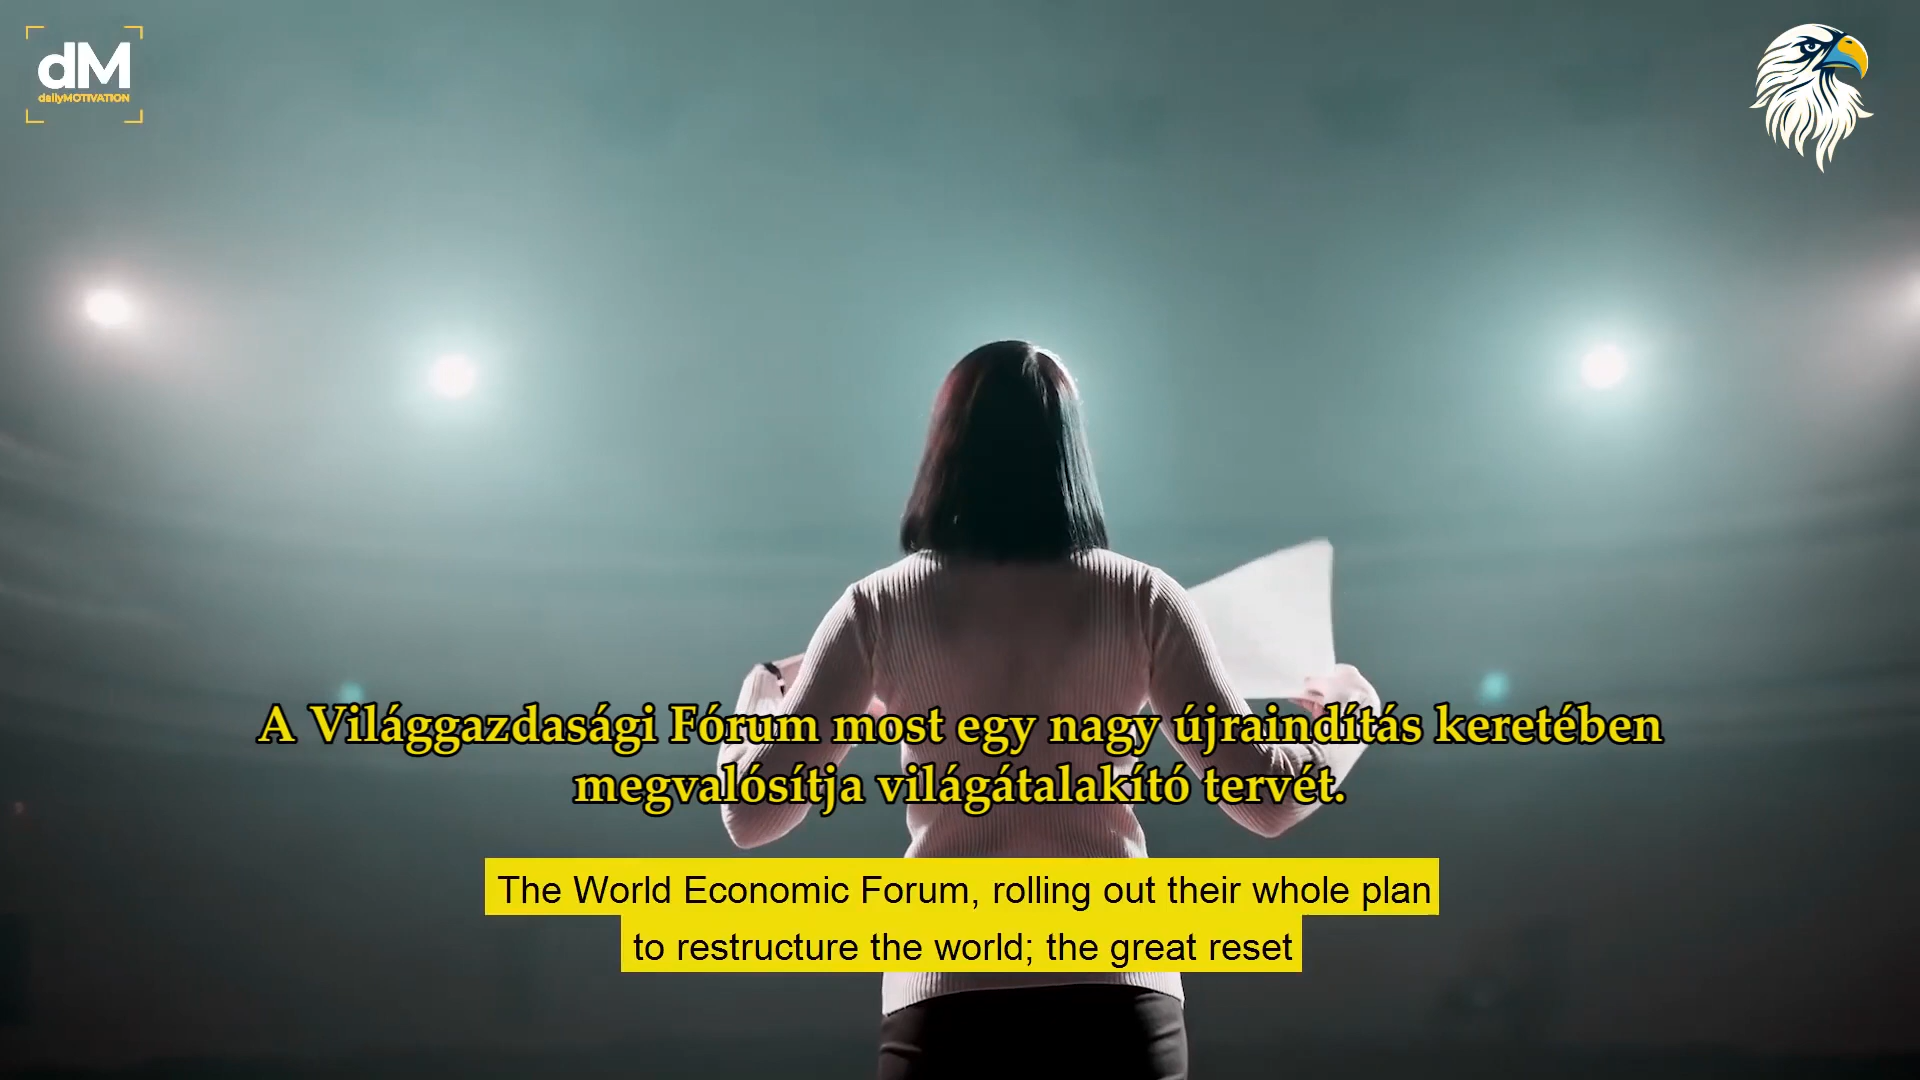 dM
dailyMOTIVATION
A Világgazdasági Fórum most egy nagy újraindítás keretében
megvalósítja világátalakító tervét.
The World Economic Forum, rolling out their whole plan
to restructure the world; the great reset